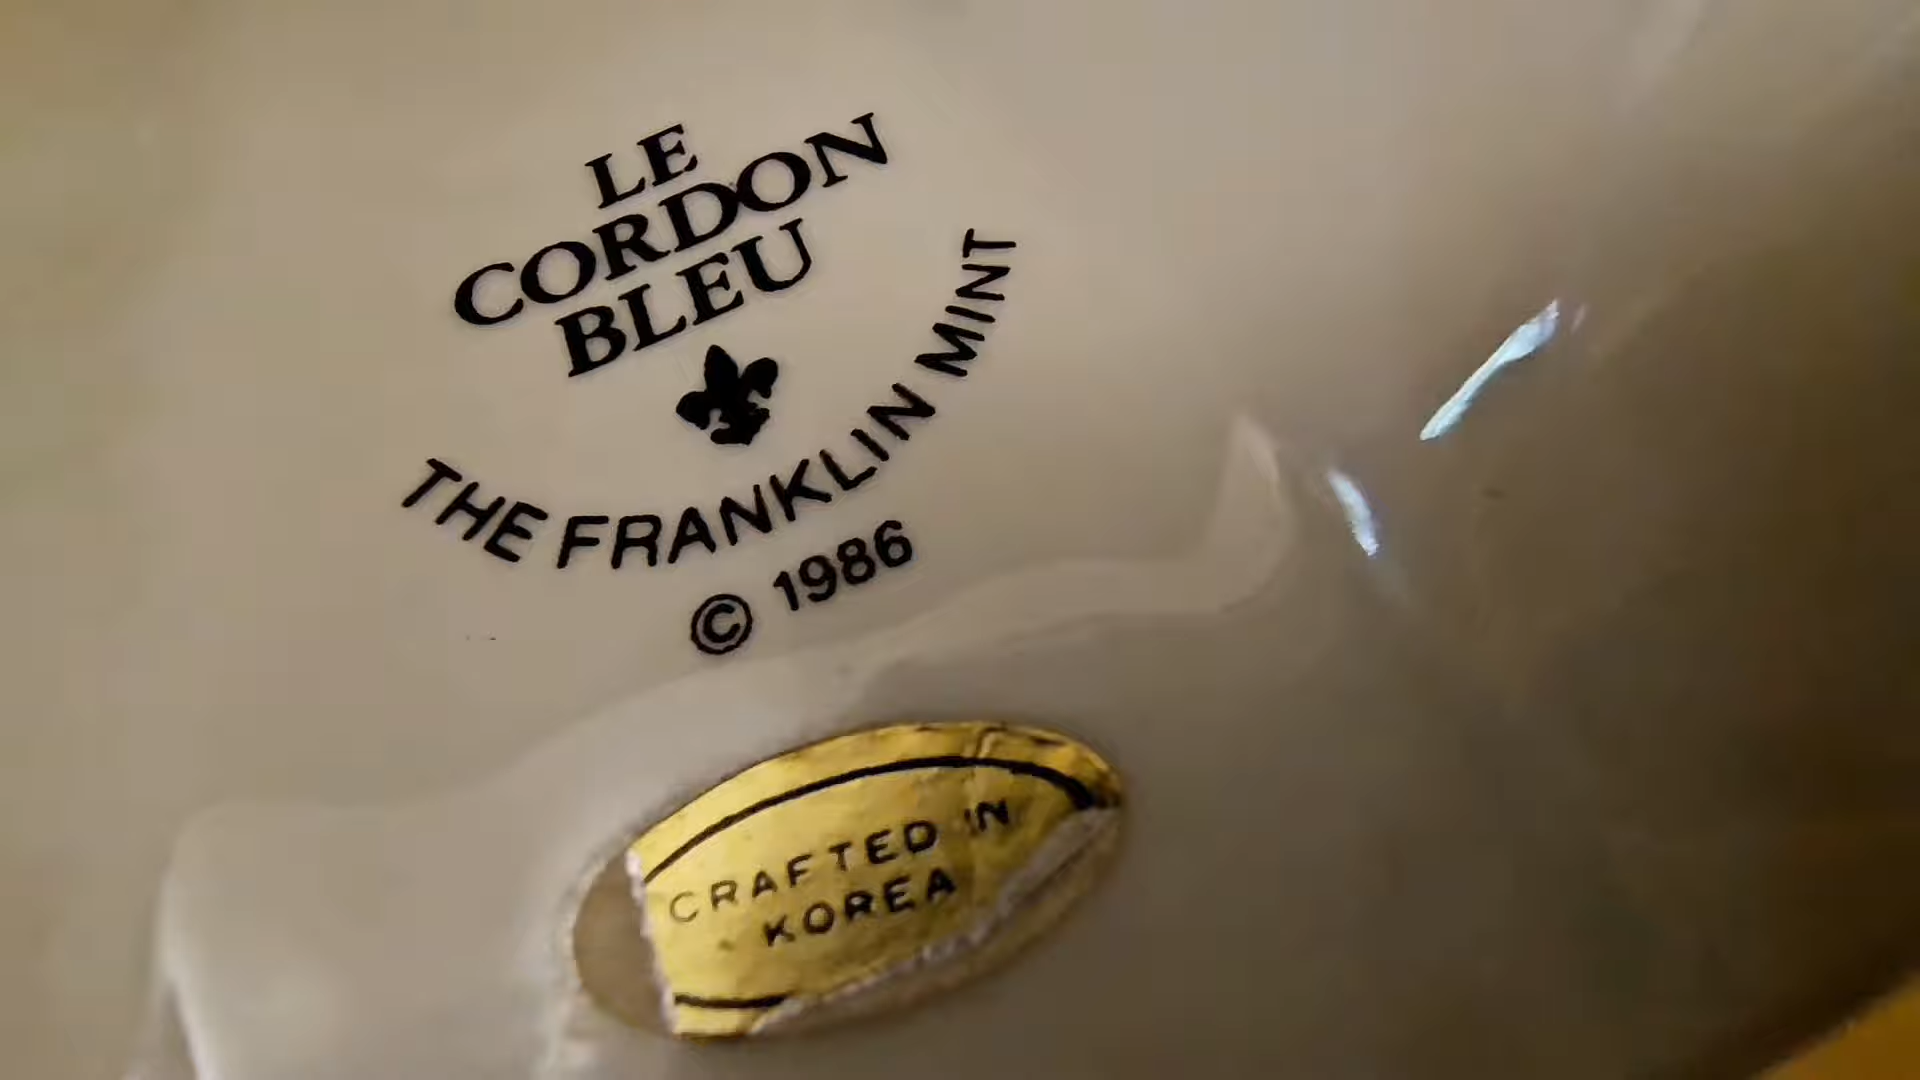 LE
CORDON
BLEU
THE FRANKLIN MINT
© 1986
CRAFTED IN
KOREA